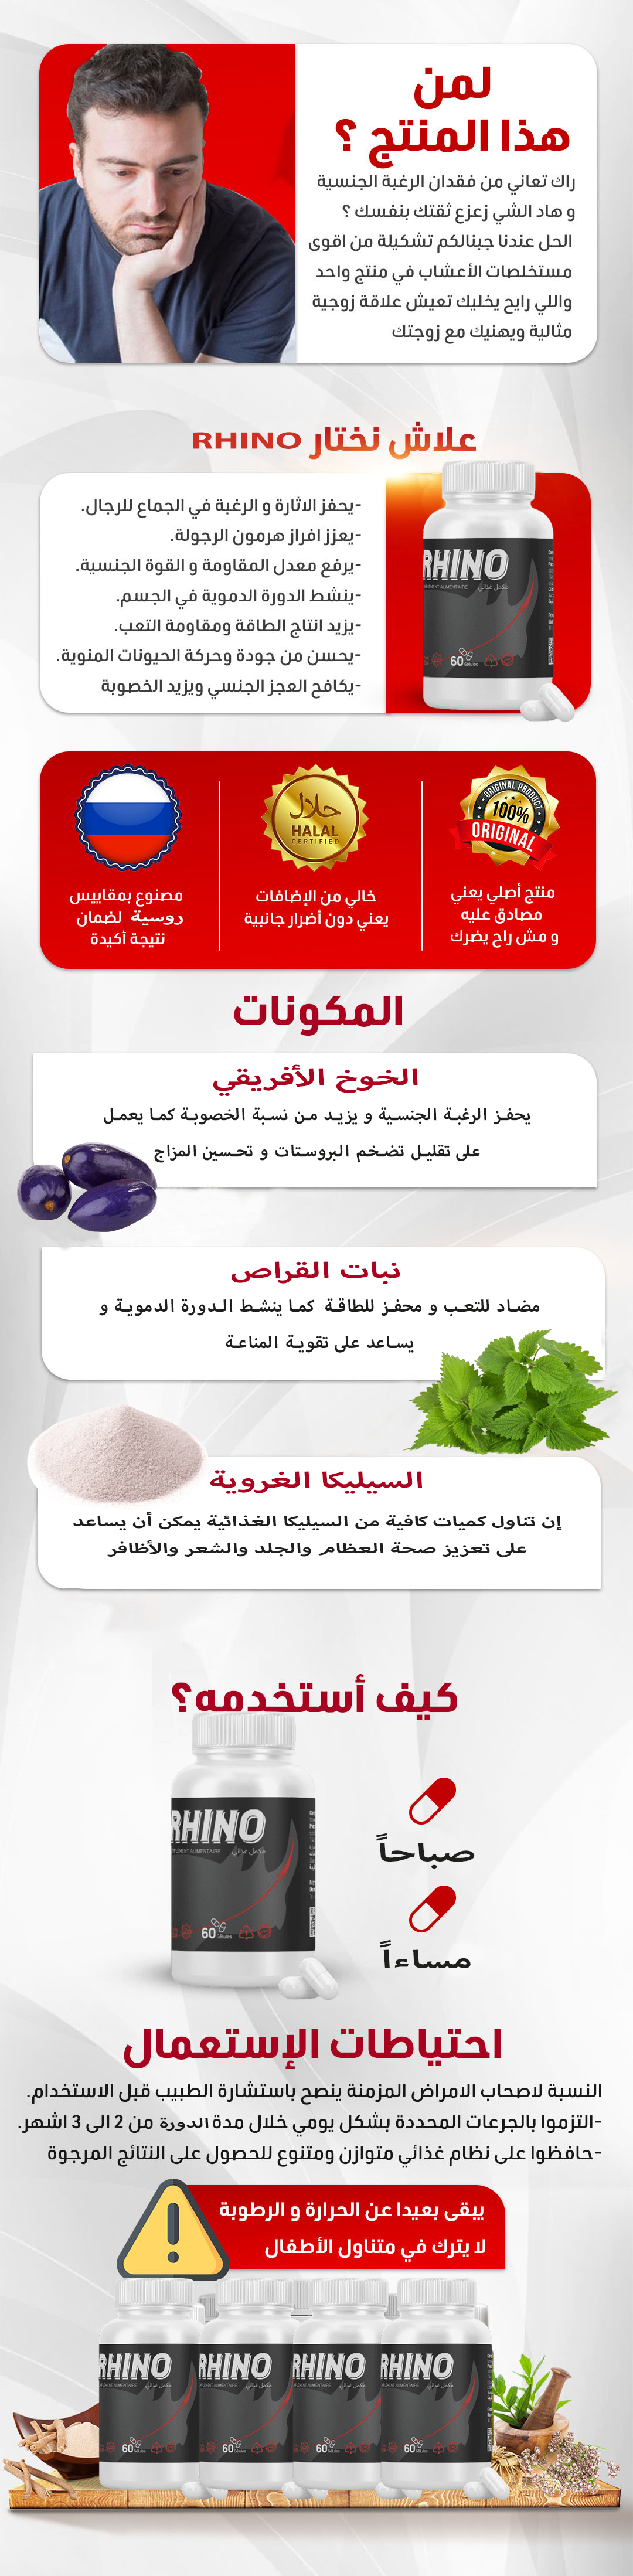 لمن
هذا المنتج ؟
راك تعاني من فقدان الرغبة الجنسية
و هاد الشي زعزع ثقتك بنفسك ؟
الحل عندنا جبنالكم تشكيلة من اقوى
مستخلصات الأعشاب في منتج واحد
واللي رايح يخليك تعيش علاقة زوجية
مثالية ويهنيك مع زوجتك
علاش نختار RHINO
-يحفز الاثارة و الرغبة في الجماع للرجال.
-يعزز افراز هرمون الرجولة.
-يرفع معدل المقاومة و القوة الجنسية.
-ينشط الدورة الدموية في الجسم.
-يزيد انتاج الطاقة ومقاومة التعب.
-يحسن من جودة وحركة الحيوانات المنوية.
-يكافح العجز الجنسي ويزيد الخصوبة
RHINO
مكمل غذائي
60
ORIGINAL PRODUCT
100%
ORIGINAL
منتج أصلي يعني
مصادق عليه
و مش راح يضرك
حلال
HALAL
CERTIFIED
خالي من الإضافات
يعني دون أضرار جانبية
مصنوع بمقاييس
روسية لضمان
نتيجة أكيدة
المكونات
الخوخ الأفريقي
يحفز الرغبة الجنسية و يزيد من نسبة الخصوبة كما يعمل
على تقليل تضخم البروستات و تحسين المزاج
نبات القراص
مضاد للتعب و محفز للطاقة كما ينشط الدورة الدموية و
يساعد على تقوية المناعة
السيليكا الغروية
إن تناول كميات كافية من السيليكا الغذائية يمكن أن يساعد
على تعزيز صحة العظام والجلد والشعر والأظافر
كيف أستخدمه؟
RHINO
مكمل غذائي
60
صباحاً
مساءاً
احتياطات الإستعمال
النسبة لاصحاب الامراض المزمنة ينصح باستشارة الطبيب قبل الاستخدام.
-التزموا بالجرعات المحددة بشكل يومي خلال مدة الدورة من 2 الى 3 اشهر.
-حافظوا على نظام غذائي متوازن ومتنوع للحصول على النتائج المرجوة
يبقى بعيدا عن الحرارة و الرطوبة
لا يترك في متناول الأطفال
RHINO RHINO RHINO RHINO
60 60 60 60